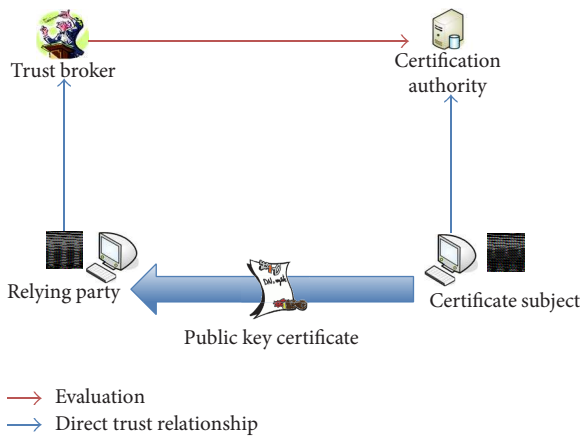 Trust broker
Certification
authority
Relying party
Certificate subject
Public key certificate
Evaluation
Direct trust relationship